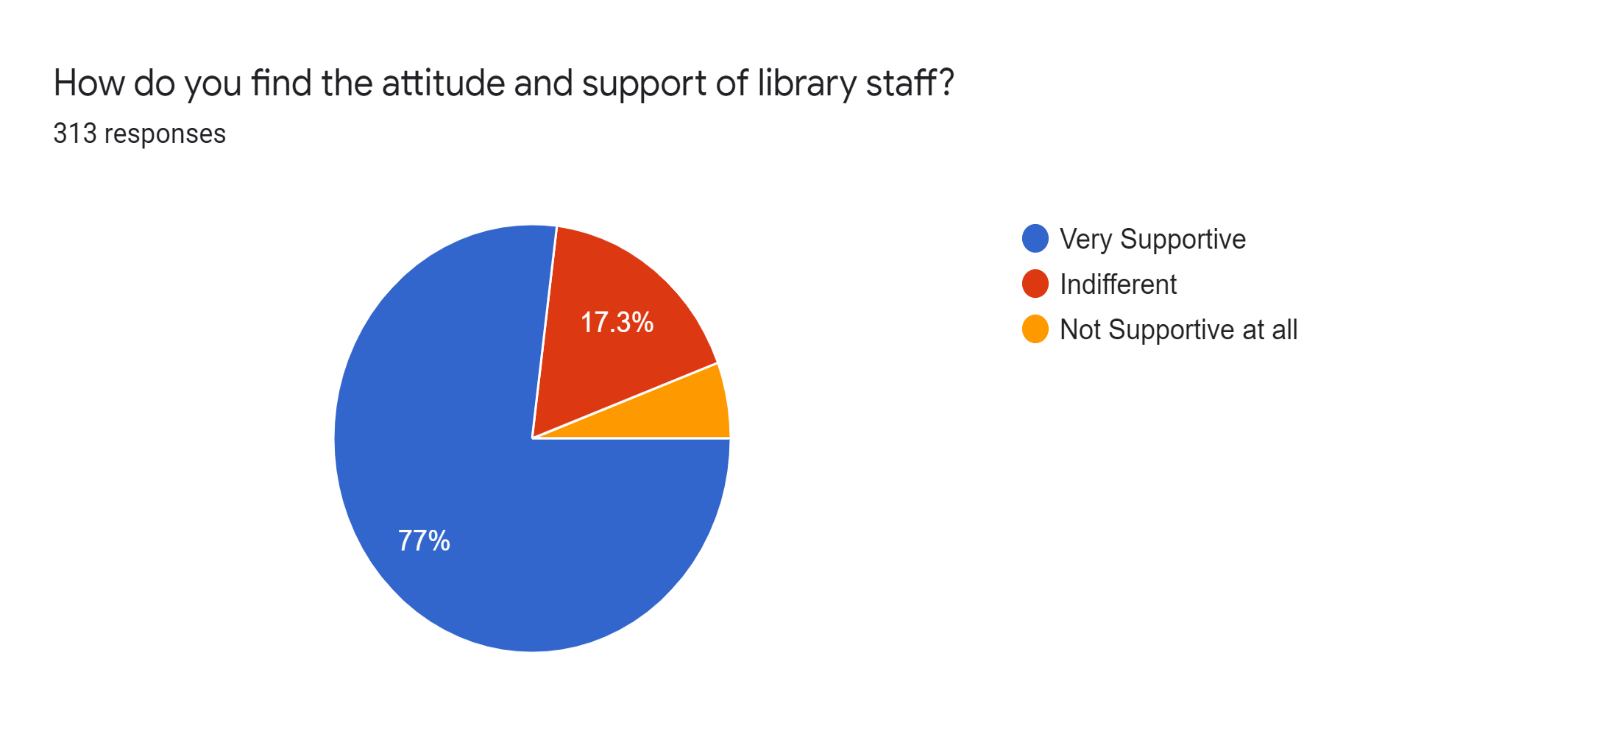 How do you find the attitude and support of library staff?
313 responses
Very Supportive
Indifferent
Not Supportive at all
17.3%
77%